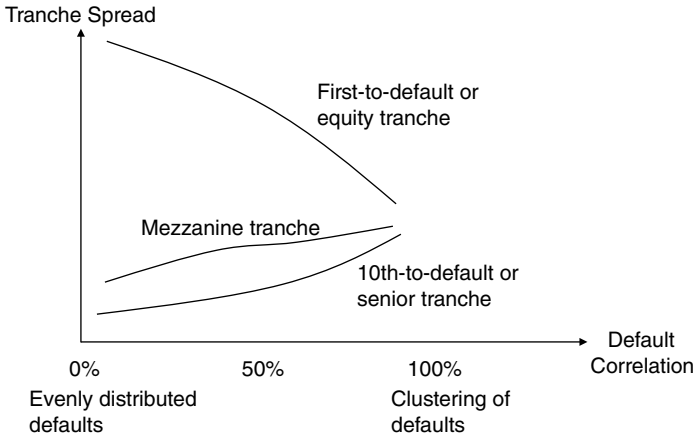 Tranche Spread
First-to-default or
equity tranche
Mezzanine tranche
10th-to-default or
senior tranche
Default
Correlation
0%
50%
100%
Evenly distributed
defaults
Clustering of
defaults